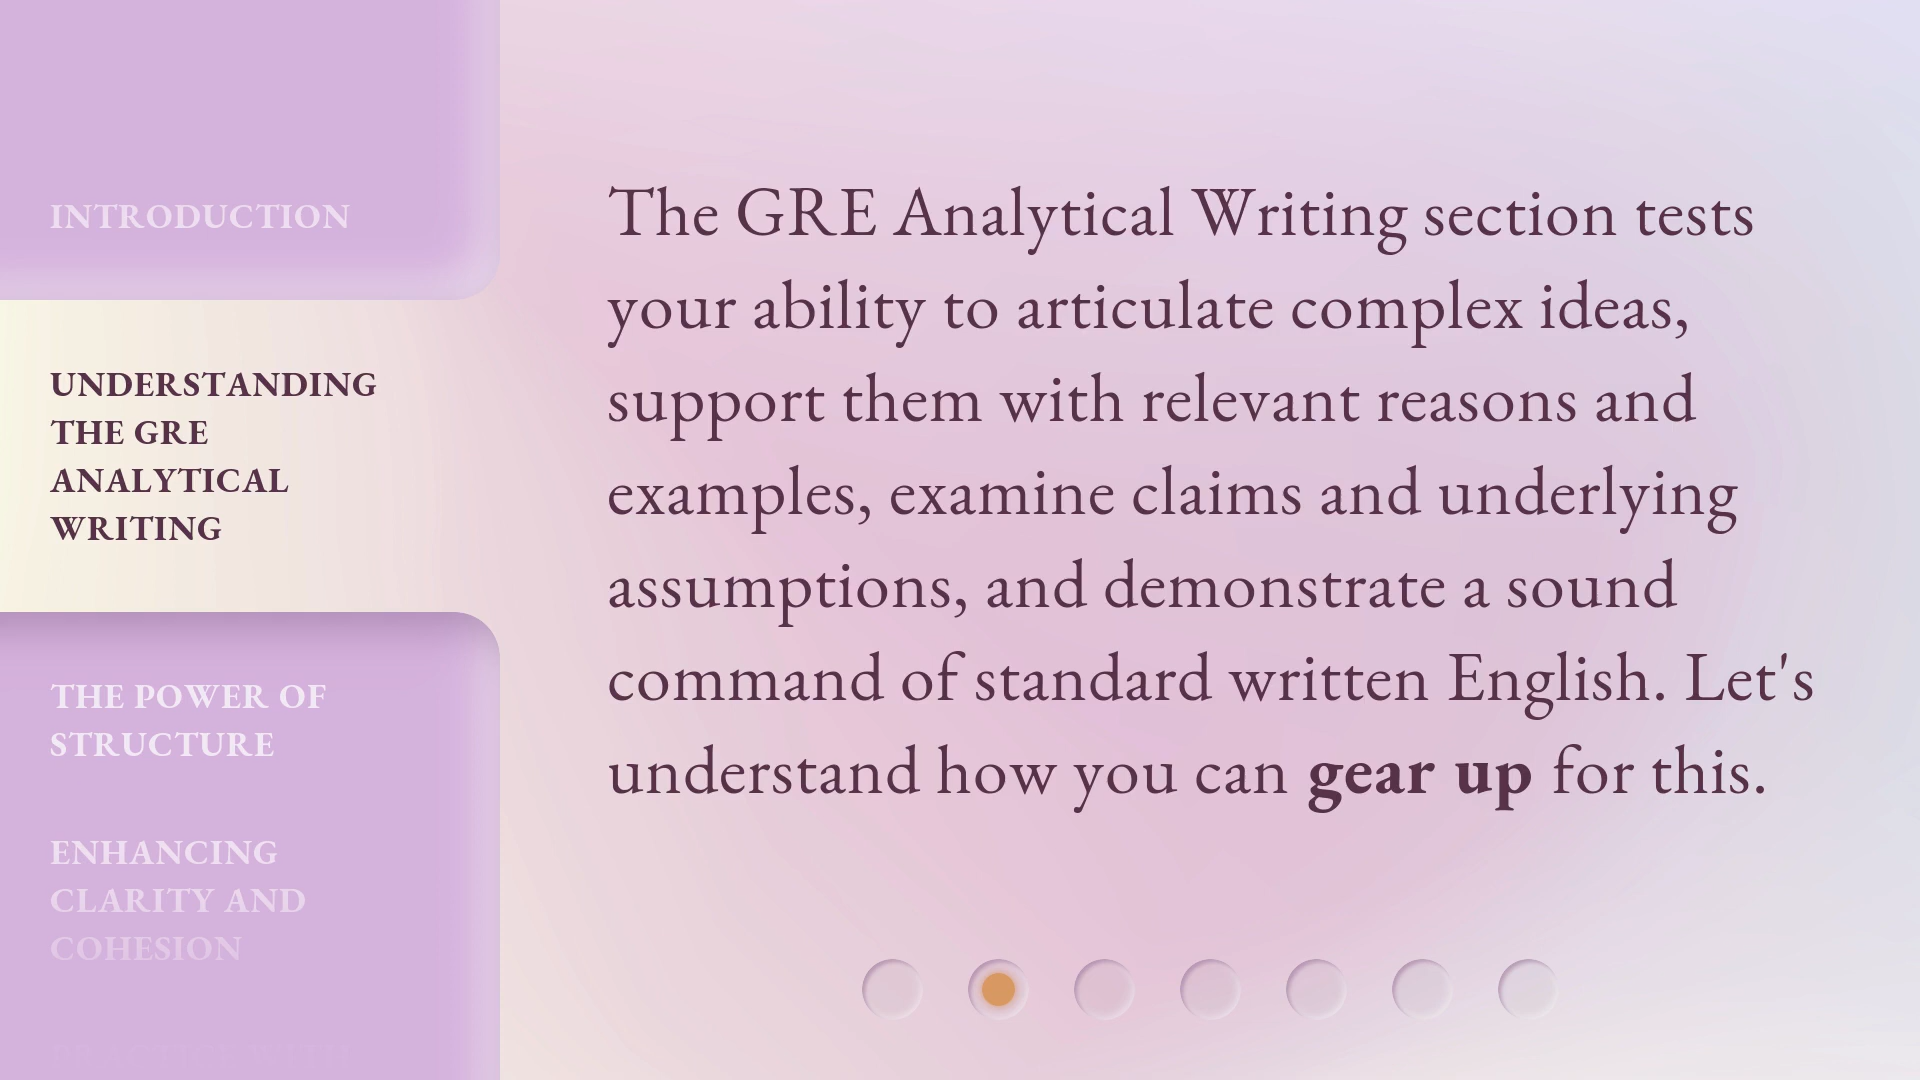 INTRODUCTION
UNDERSTANDING
THE GRE
ANALYTICAL
WRITING
THE POWER OF
STRUCTURE
ENHANCING
CLARITY AND
COHESION
The GRE Analytical Writing section tests
your ability to articulate complex ideas,
support them with relevant reasons and
examples, examine claims and underlying
assumptions, and demonstrate a sound
command of standard written English. Let's
understand how you can gear up for this.